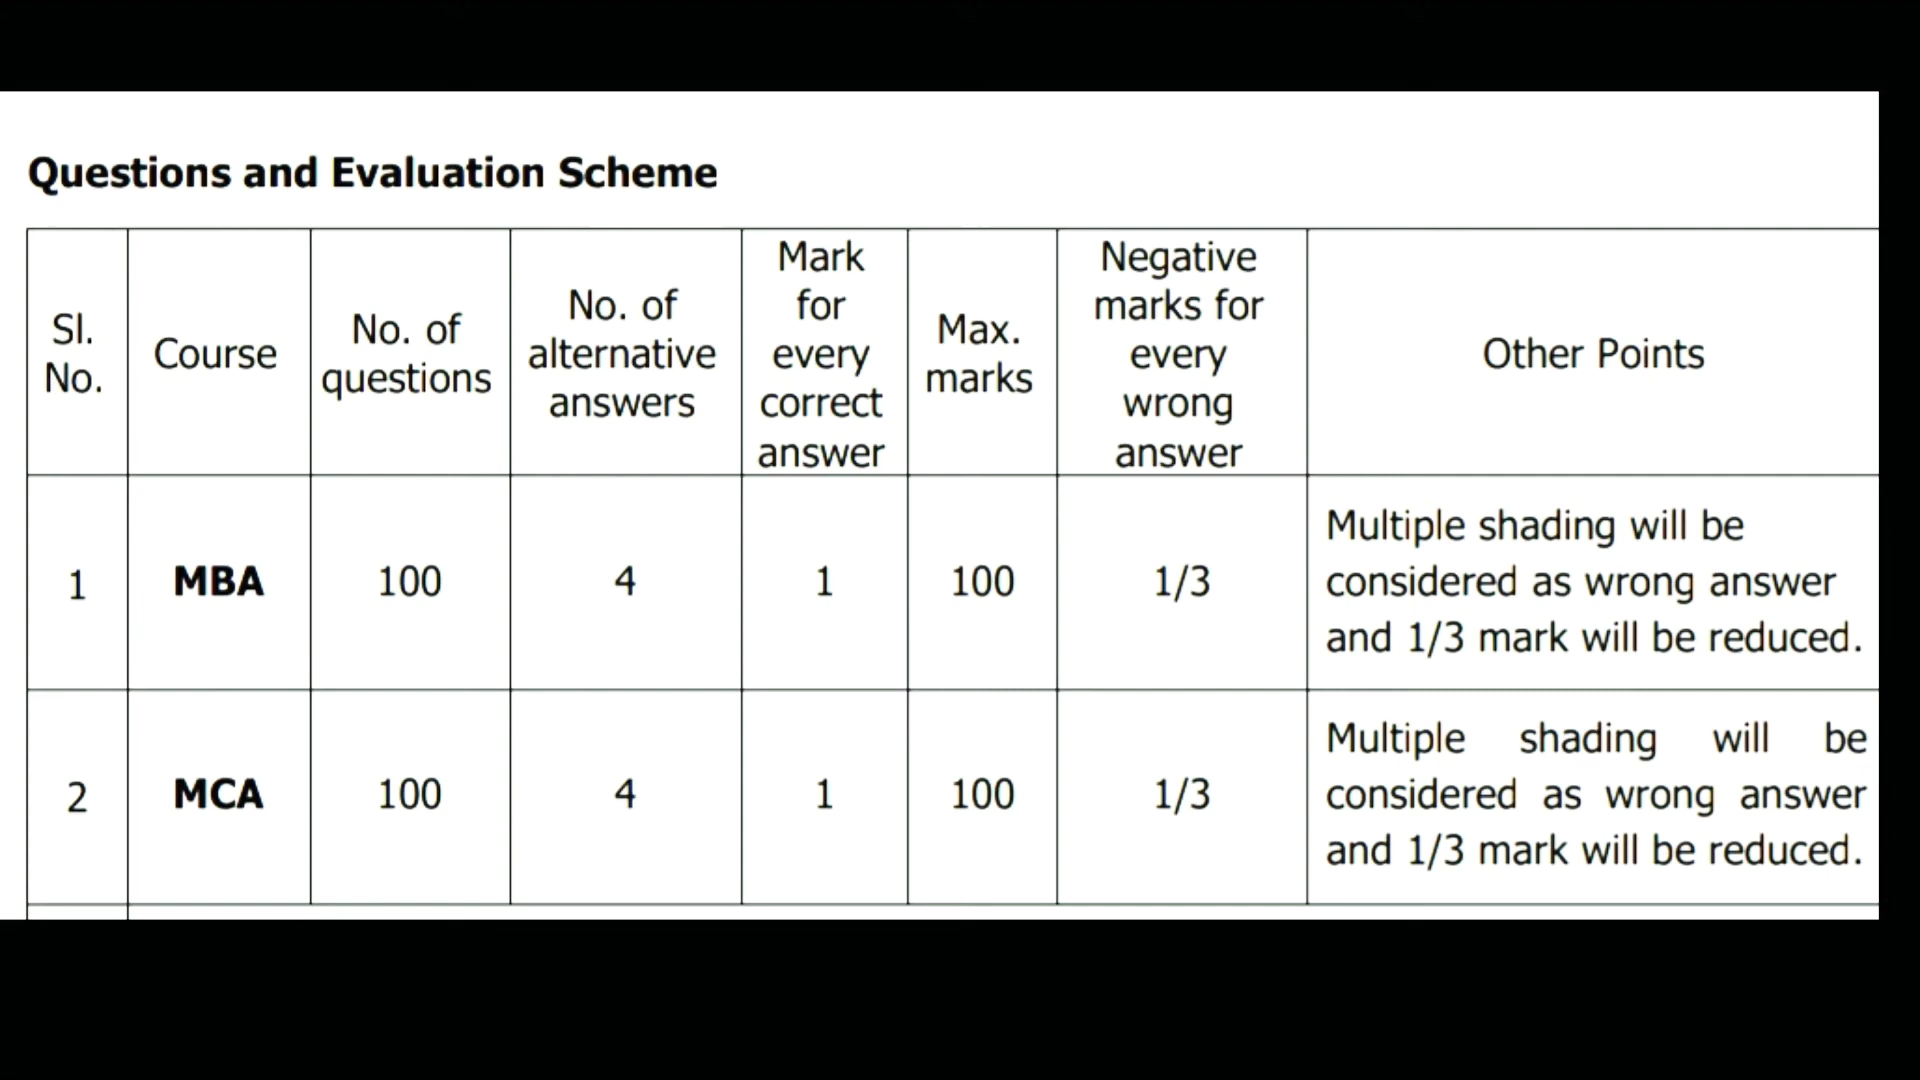 Questions and Evaluation Scheme
Sl.
No.
Course
No. of
questions
No. of
alternative
answers
Mark
for
every
correct
answer
Max.
marks
Negative
marks for
every
wrong
answer
Other Points
1
MBA
100
4
1
100
1/3
Multiple shading will be
considered as wrong answer
and 1/3 mark will be reduced.
2
MCA
100
4
1
100
1/3
Multiple shading will be
considered as wrong answer
and 1/3 mark will be reduced.